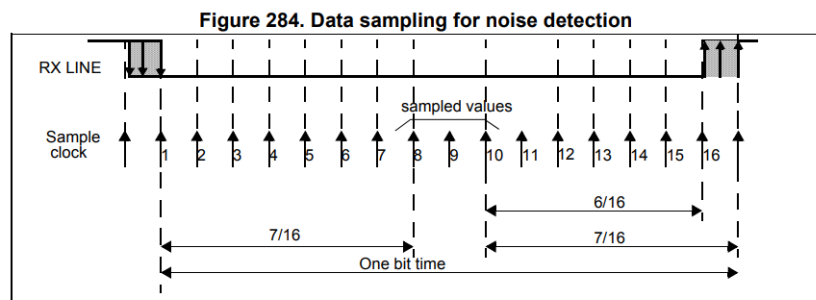 Figure 284. Data sampling for noise detection
RX LINE
sampled values
Sample
clock
1 2 3 4 5 6 7 8 9 10 11 12 13 14 15 16
6/16
7/16 7/16
One bit time